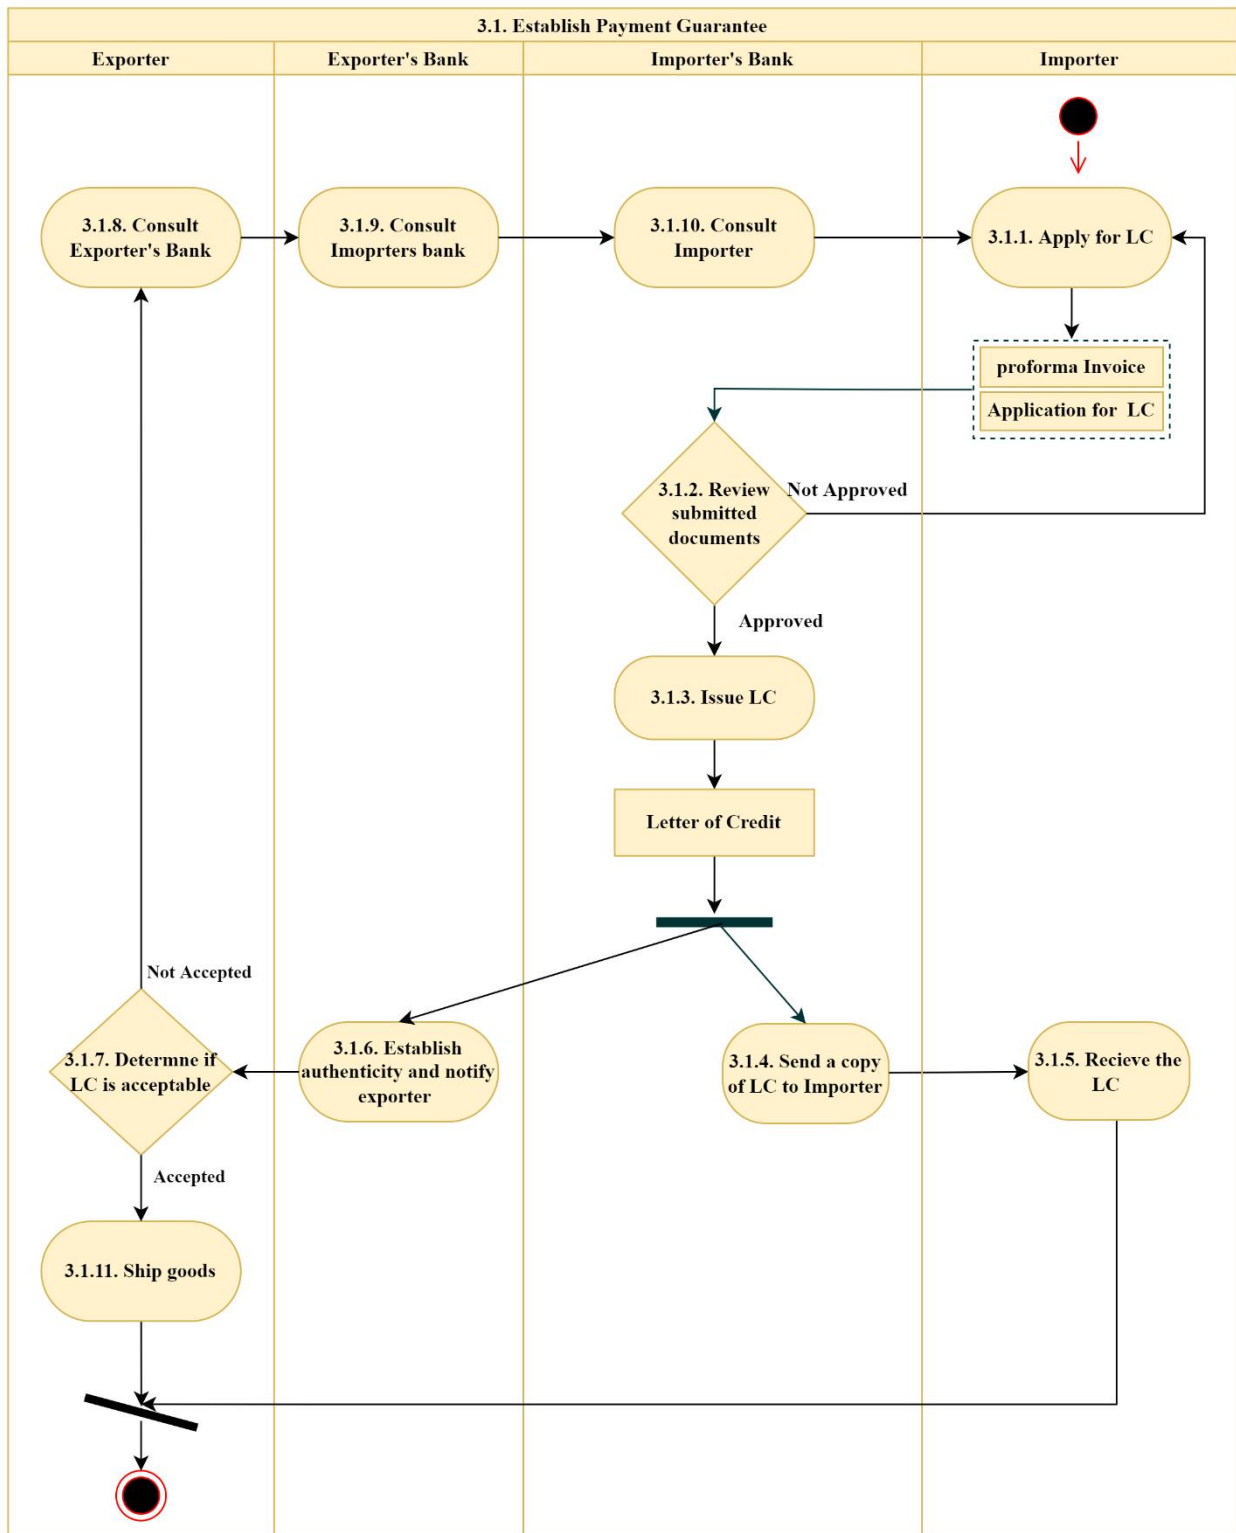 3.1. Establish Payment Guarantee
Exporter
Exporter's Bank
Importer's Bank
Importer
3.1.8. Consult
Exporter's Bank
3.1.9. Consult
Imoprters bank
3.1.10. Consult
Importer
3.1.1. Apply for LC
proforma Invoice
Application for LC
3.1.2. Review
submitted
documents
Not Approved
Approved
3.1.3. Issue LC
Letter of Credit
Not Accepted
3.1.7. Determne if
LC is acceptable
3.1.6. Establish
authenticity and notify
exporter
3.1.4. Send a copy
of LC to Importer
3.1.5. Recieve the
LC
Accepted
3.1.11. Ship goods